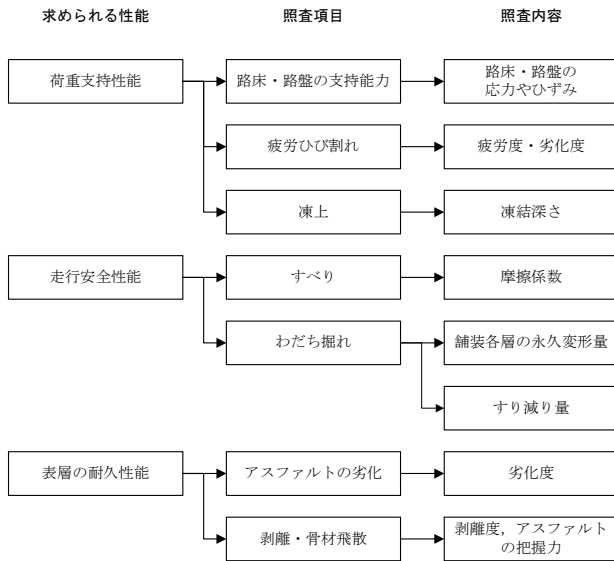 求められる性能 照査項目 照査内容
荷重支持性能 路床・路盤の支持能力 路床・路盤の
応力やひずみ
疲労ひび割れ 疲労度・劣化度
凍上 凍結深さ
走行安全性能 すべり 摩擦係数
わだち掘れ 舗装各層の永久変形量
すり減り量
表層の耐久性能 アスファルトの劣化 劣化度
剥離・骨材飛散 剥離度，アスファルト
の把握力